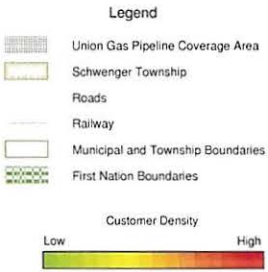 Legend
Union Gas Pipeline Coverage Area
Schwenger Township
Roads
Railway
Municipal and Township Boundaries
First Nation Boundaries
Customer Density
Low High